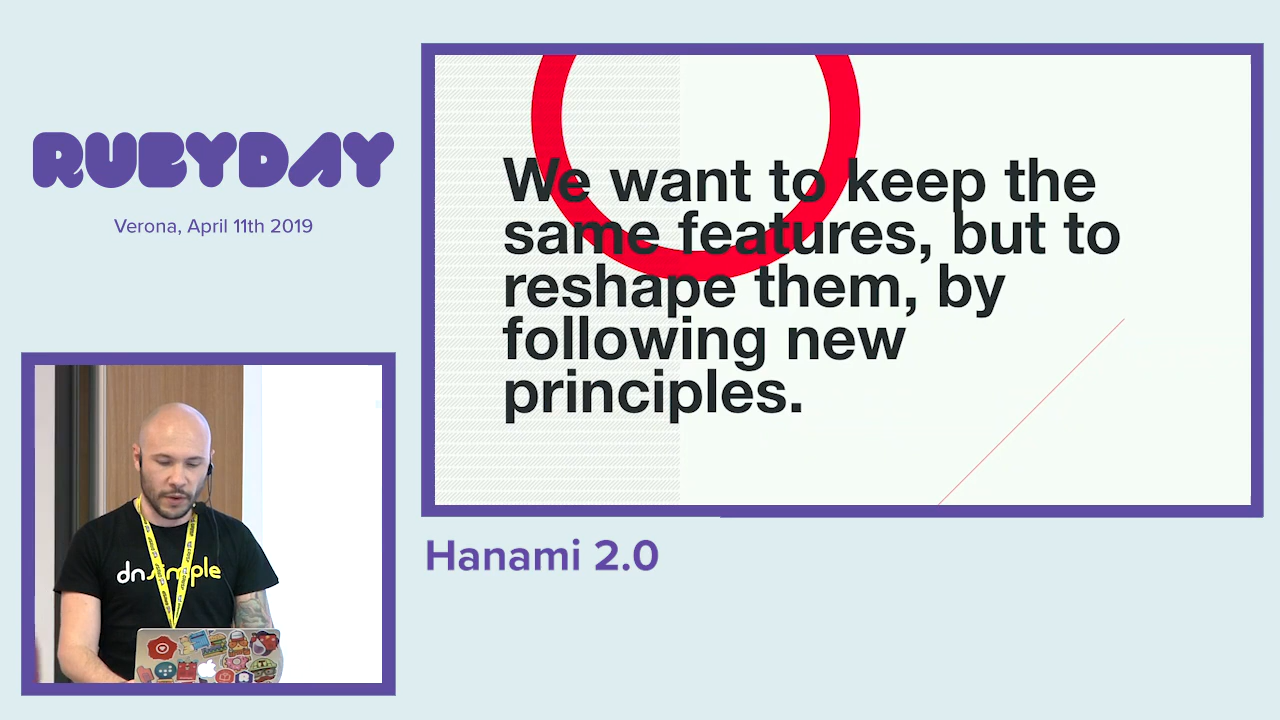 RUBYDAY
Verona, April 11th 2019
We want to keep the
same features, but to
reshape them, by
following new
principles.
Hanami 2.0
dnsimple